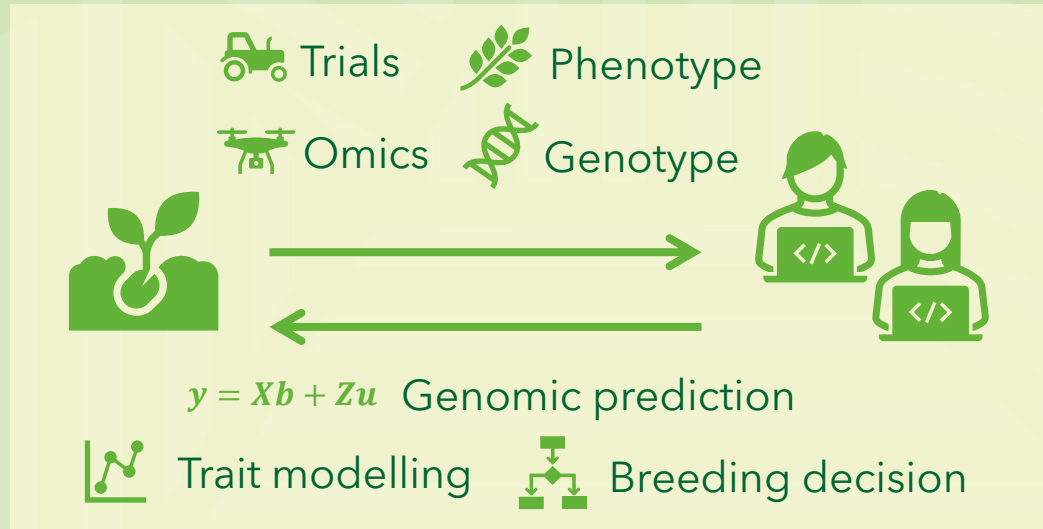 Trials Phenotype
Omics Genotype
</>
</>
y = Xb + Zu Genomic prediction
Trait modelling Breeding decision